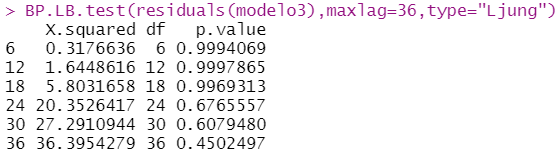 > BP.LB.test(residuals(modelo3),maxlag=36,type="Ljung")
X.squared df p.value
6 0.3176636 6 0.9994069
12 1.6448616 12 0.9997865
18 5.8031658 18 0.9969313
24 20.3526417 24 0.6765557
30 27.2910944 30 0.6079480
36 36.3954279 36 0.4502497